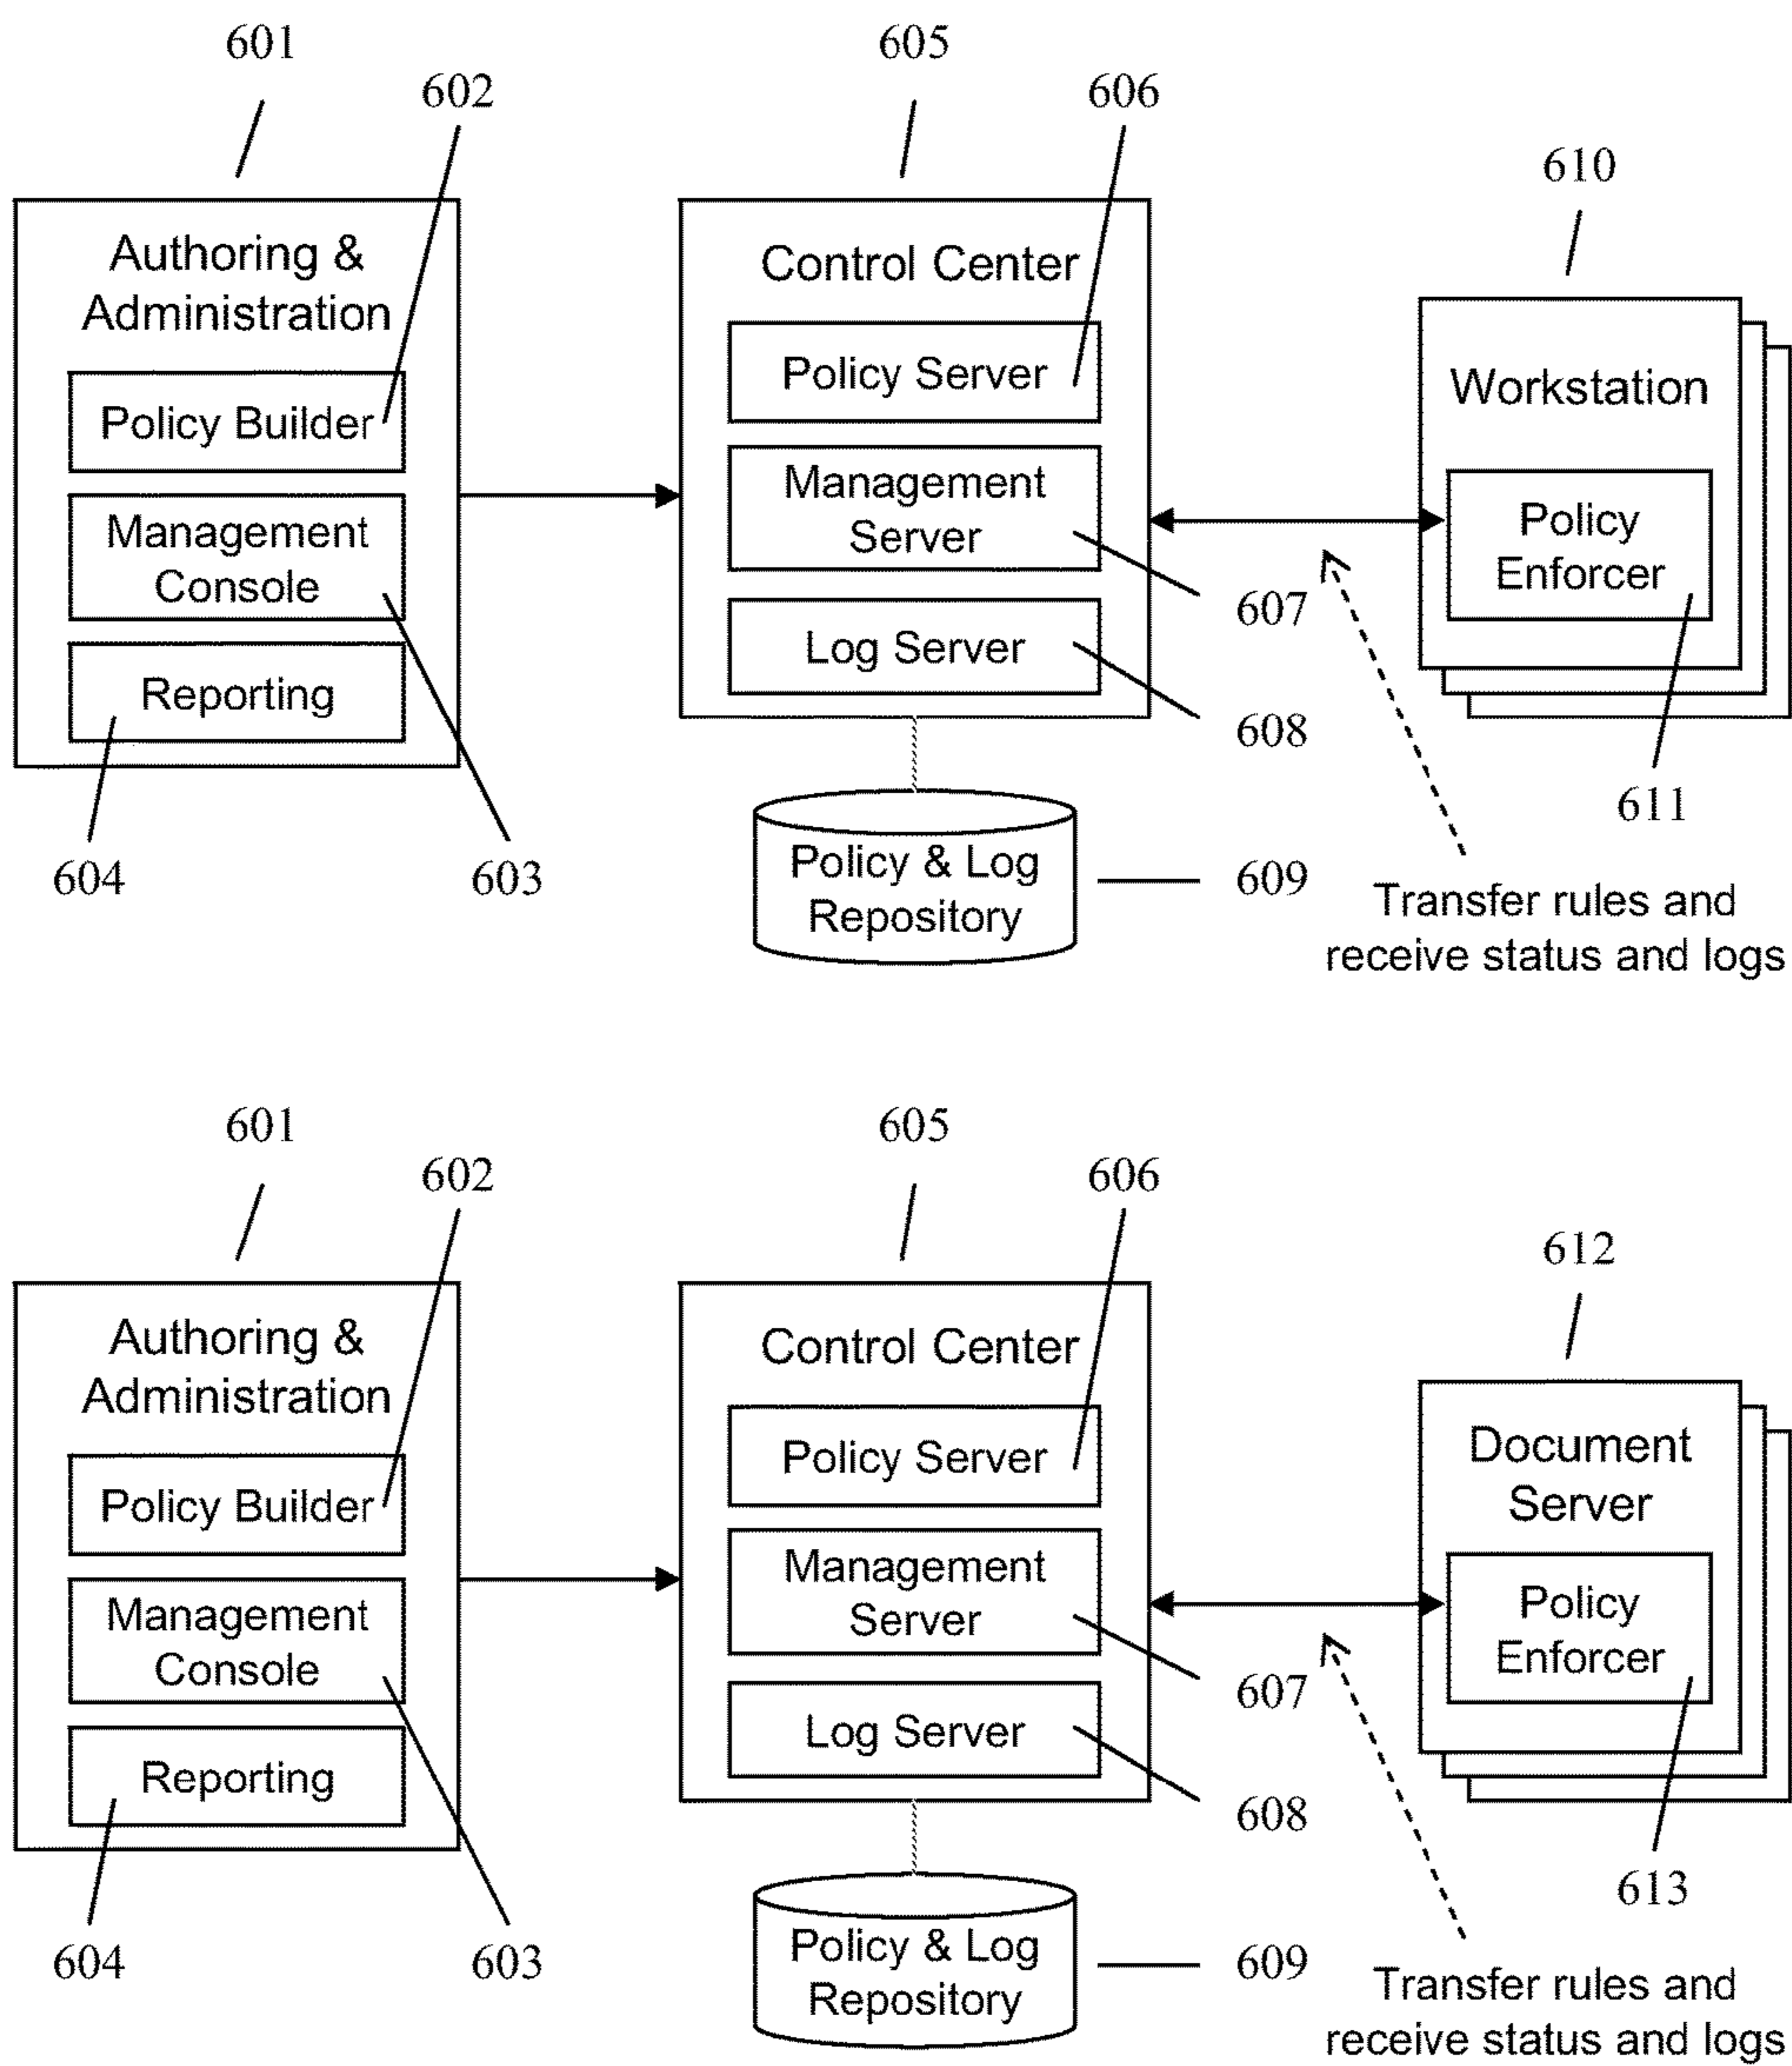 601
605
602
606
610
Authoring &
Administration
Control Center
Policy Builder
Policy Server
Workstation
Management
Console
Management
Server
Policy
Enforcer
607
Reporting
Log Server
608
611
604
603
Policy & Log
Repository
609
Transfer rules and
receive status and logs
601
605
602
606
612
Authoring &
Administration
Control Center
Document
Server
Policy Builder
Policy Server
Management
Console
Management
Server
Policy
Enforcer
607
Reporting
Log Server
608
613
604
603
Policy & Log
Repository
609
Transfer rules and
receive status and logs